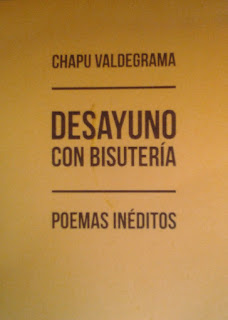 CHAPU VALDEGRAMA
DESAYUNO
CON BISUTERÍA
POEMAS INÉDITOS